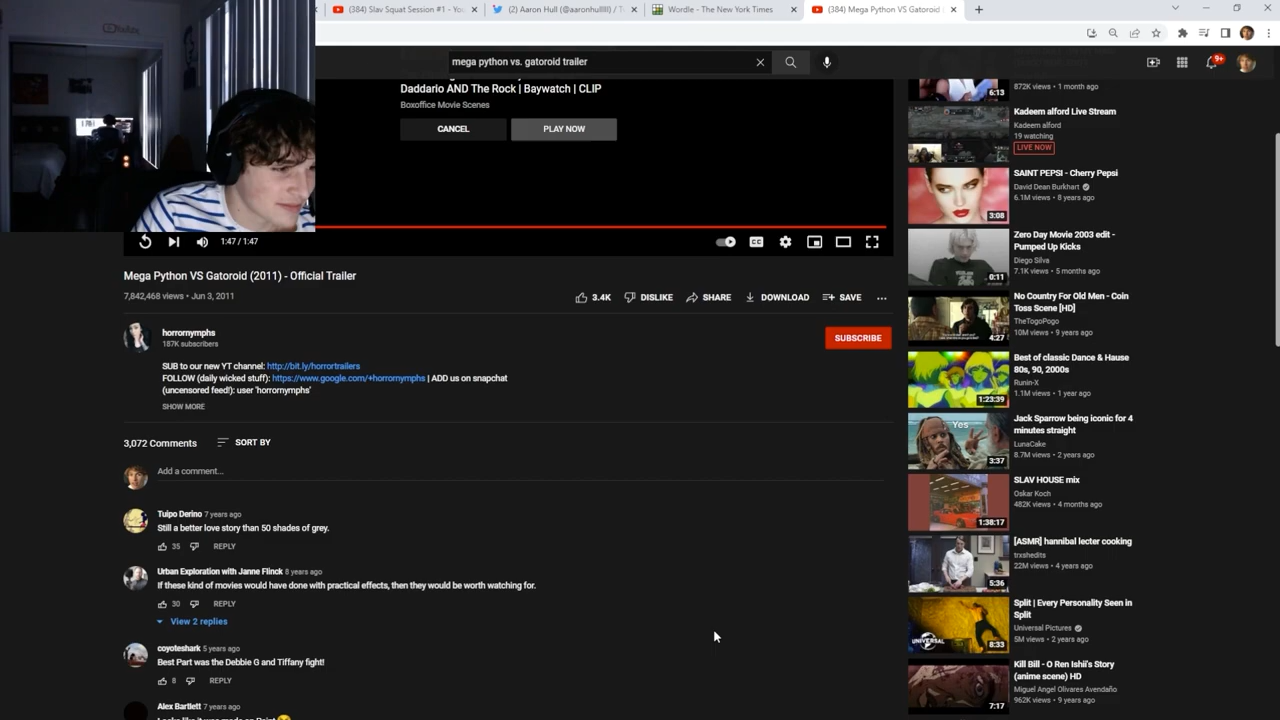 (384) Slav Squat Session #1 - You
(2) Aaron Hull (@aaronhulllll) / T
Wordle - The New York Times
(384) Mega Python VS Gatoroid
mega python vs. gatoroid trailer
9+
Daddario AND The Rock | Baywatch | CLIP
Boxoffice Movie Scenes
CANCEL
PLAY NOW
1:47 / 1:47
CC
Mega Python VS Gatoroid (2011) - Official Trailer
7,842,468 views • Jun 3, 2011
3.4K
DISLIKE
SHARE
DOWNLOAD
SAVE
horrornymphs
187K subscribers
SUBSCRIBE
SUB to our new YT channel: http://bit.ly/horrortrailers
FOLLOW (daily wicked stuff): https://www.google.com/+horrornymphs | ADD us on snapchat
(uncensored feed!): user 'horrornymphs'
SHOW MORE
3,072 Comments
SORT BY
Add a comment...
Tuipo Derino 7 years ago
Still a better love story than 50 shades of grey.
35 REPLY
Urban Exploration with Janne Flinck 8 years ago
If these kind of movies would have done with practical effects, then they would be worth watching for.
30 REPLY
View 2 replies
coyoteshark 5 years ago
Best Part was the Debbie G and Tiffany fight!
8 REPLY
Alex Bartlett 7 years ago
6:13
872K views • 1 month ago
Kadeem alford Live Stream
Kadeem alford
19 watching
LIVE NOW
SAINT PEPSI - Cherry Pepsi
David Dean Burkhart
6.1M views • 8 years ago
3:08
Zero Day Movie 2003 edit -
Pumped Up Kicks
Diego Silva
7.1K views • 5 months ago
0:11
No Country For Old Men - Coin
Toss Scene [HD]
TheTogoPogo
10M views • 9 years ago
4:27
Best of classic Dance & House
80s, 90, 2000s
Runin-X
1.1M views • 1 year ago
1:23:39
Jack Sparrow being iconic for 4
minutes straight
LunaCake
8.7M views • 2 years ago
Yes
3:37
SLAV HOUSE mix
Oskar Koch
482K views • 4 months ago
1:38:17
[ASMR] hannibal lecter cooking
trxshedits
22M views • 4 years ago
5:36
Split | Every Personality Seen in
Split
Universal Pictures
5M views • 2 years ago
UNIVERSAL
8:33
Kill Bill - O Ren Ishii's Story
(anime scene) HD
Miguel Angel Olivares Avendaño
962K views • 9 years ago
7:17